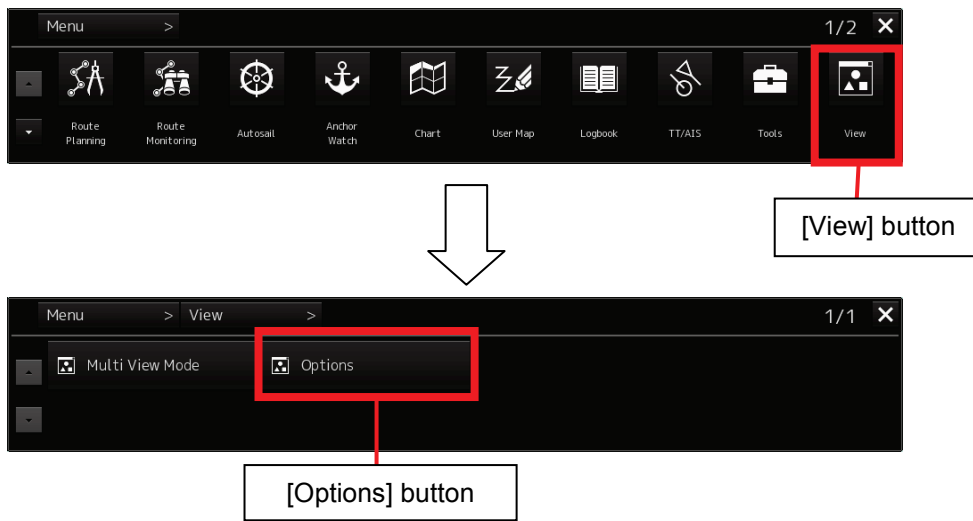 Menu > 1/2 ×
Route Planning
Route Monitoring
Autosail
Anchor Watch
Chart
User Map
Logbook
TT/AIS
Tools
View
[View] button
Menu > View > 1/1 ×
Multi View Mode
Options
[Options] button